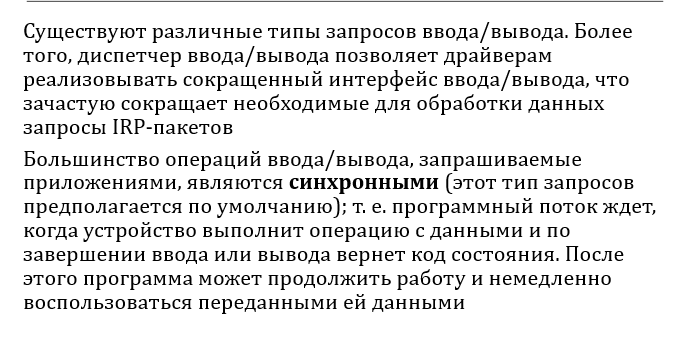 Существуют различные типы запросов ввода/вывода. Более
того, диспетчер ввода/вывода позволяет драйверам
реализовывать сокращенный интерфейс ввода/вывода, что
зачастую сокращает необходимые для обработки данных
запросы IRP-пакетов
Большинство операций ввода/вывода, запрашиваемые
приложениями, являются синхронными (этот тип запросов
предполагается по умолчанию); т. е. программный поток ждет,
когда устройство выполнит операцию с данными и по
завершении ввода или вывода вернет код состояния. После
этого программа может продолжить работу и немедленно
воспользоваться переданными ей данными